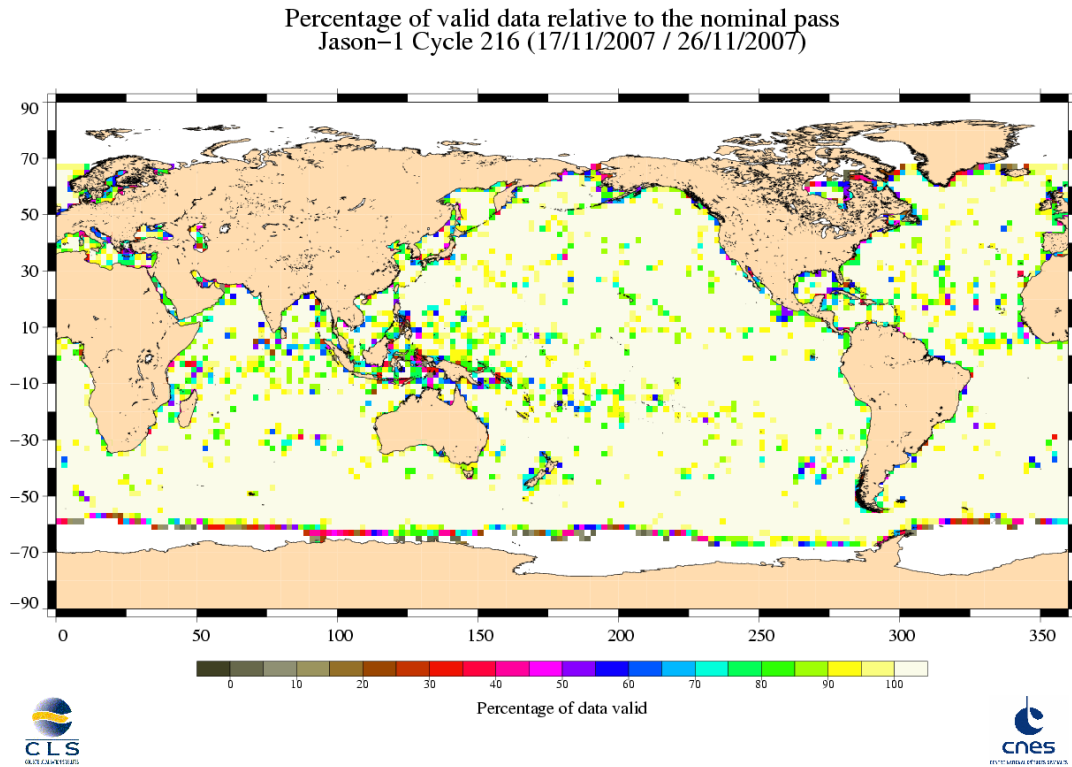 Percentage of valid data relative to the nominal pass
Jason−1 Cycle 216 (17/11/2007 / 26/11/2007)
90
70
50
30
10
−10
−30
−50
−70
−90
0 50 100 150 200 250 300 350
0 10 20 30 40 50 60 70 80 90 100
Percentage of data valid
CLS
cnes